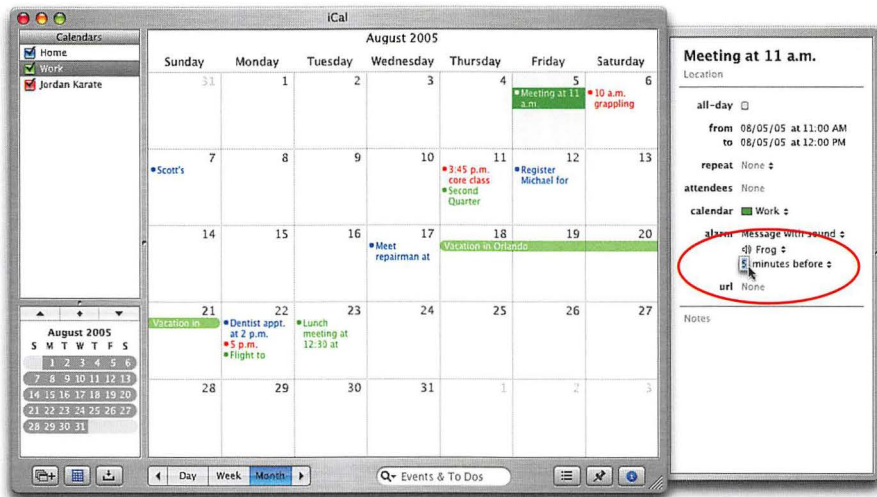 iCal
Calendars
Home
Work
Jordan Karate
August 2005
Sunday Monday Tuesday Wednesday Thursday Friday Saturday
31 1 2 3 4 5 6
Meeting at 11
a.m.
10 a.m.
grappling
7 8 9 10 11 12 13
Scott's
3:45 p.m.
core class
Second
Quarter
Register
Michael for
14 15 16 17 18 19 20
Meet
repairman at
Vacation in Orlando
21 22 23 24 25 26 27
Vacation in
Dentist appt.
at 2 p.m.
5 p.m.
Flight to
Lunch
meeting at
12:30 at
28 29 30 31 1 2 3
August 2005
S M T W T F S
1 2 3 4 5 6
7 8 9 10 11 12 13
14 15 16 17 18 19 20
21 22 23 24 25 26 27
28 29 30 31
Day Week Month
Events & To Dos
Meeting at 11 a.m.
Location
all-day
from 08/05/05 at 11:00 AM
to 08/05/05 at 12:00 PM
repeat None
attendees None
calendar Work
alarm Message with sound
Frog
5 minutes before
url None
Notes